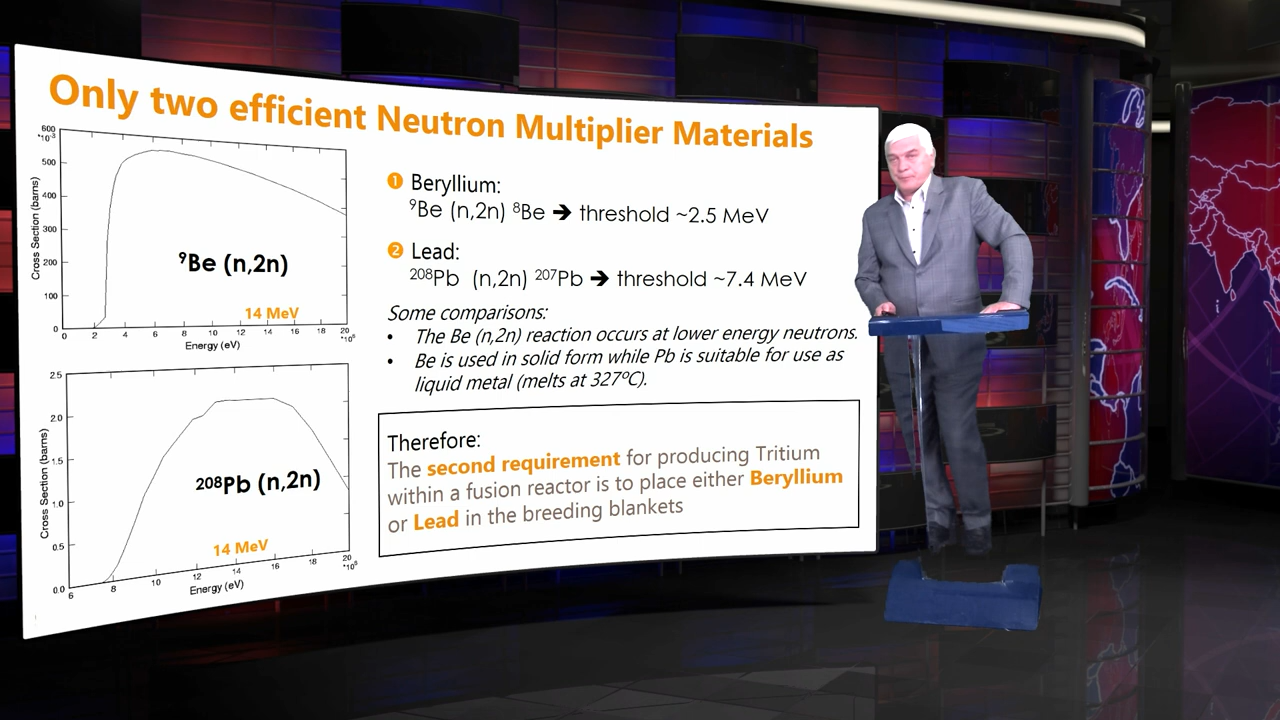 Only two efficient Neutron Multiplier Materials
600
*10⁻³
500
400
300
200
100
0
Cross Section (barns)
⁹Be (n,2n)
14 MeV
0 2 4 6 8 10 12 14 16 18 20
*10⁶
Energy (eV)
2.5
2.0
1.5
1.0
0.5
0.0
Cross Section (barns)
²⁰⁸Pb (n,2n)
14 MeV
6 8 10 12 14 16 18 20
Energy (eV)
1 Beryllium:
⁹Be (n,2n) ⁸Be ➔ threshold ~2.5 MeV
2 Lead:
²⁰⁸Pb (n,2n) ²⁰⁷Pb ➔ threshold ~7.4 MeV
Some comparisons:
• The Be (n,2n) reaction occurs at lower energy neutrons.
• Be is used in solid form while Pb is suitable for use as
liquid metal (melts at 327ºC).
Therefore:
The second requirement for producing Tritium
within a fusion reactor is to place either Beryllium
or Lead in the breeding blankets